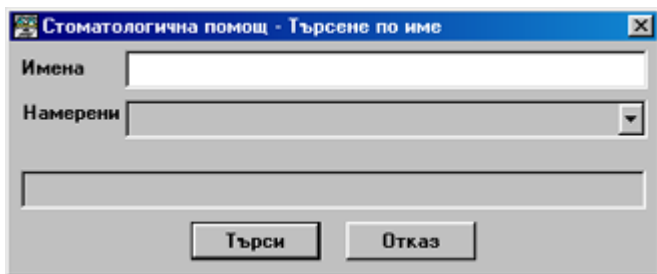 Стоматологична помощ - Търсене по име
Имена
Намерени
Търси
Отказ